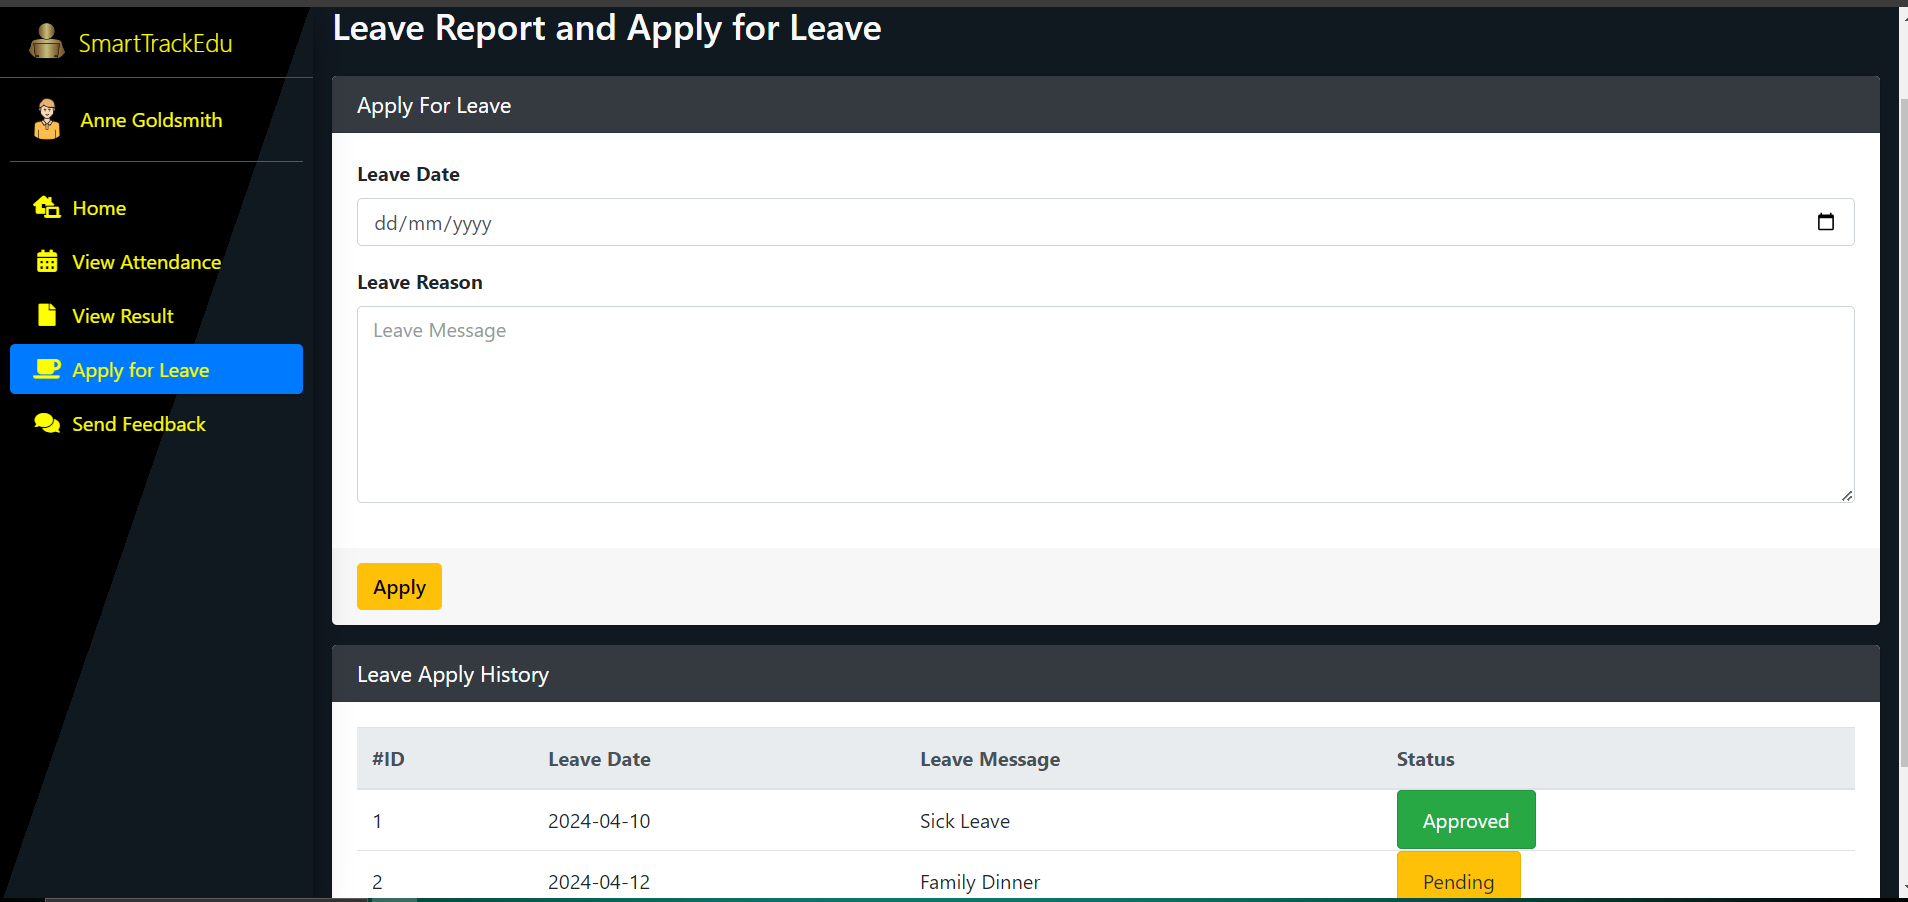 SmartTrackEdu
Anne Goldsmith
Home
View Attendance
View Result
Apply for Leave
Send Feedback
Leave Report and Apply for Leave
Apply For Leave
Leave Date
dd/mm/yyyy
Leave Reason
Leave Message
Apply
Leave Apply History
#ID Leave Date Leave Message Status
1 2024-04-10 Sick Leave Approved
2 2024-04-12 Family Dinner Pending